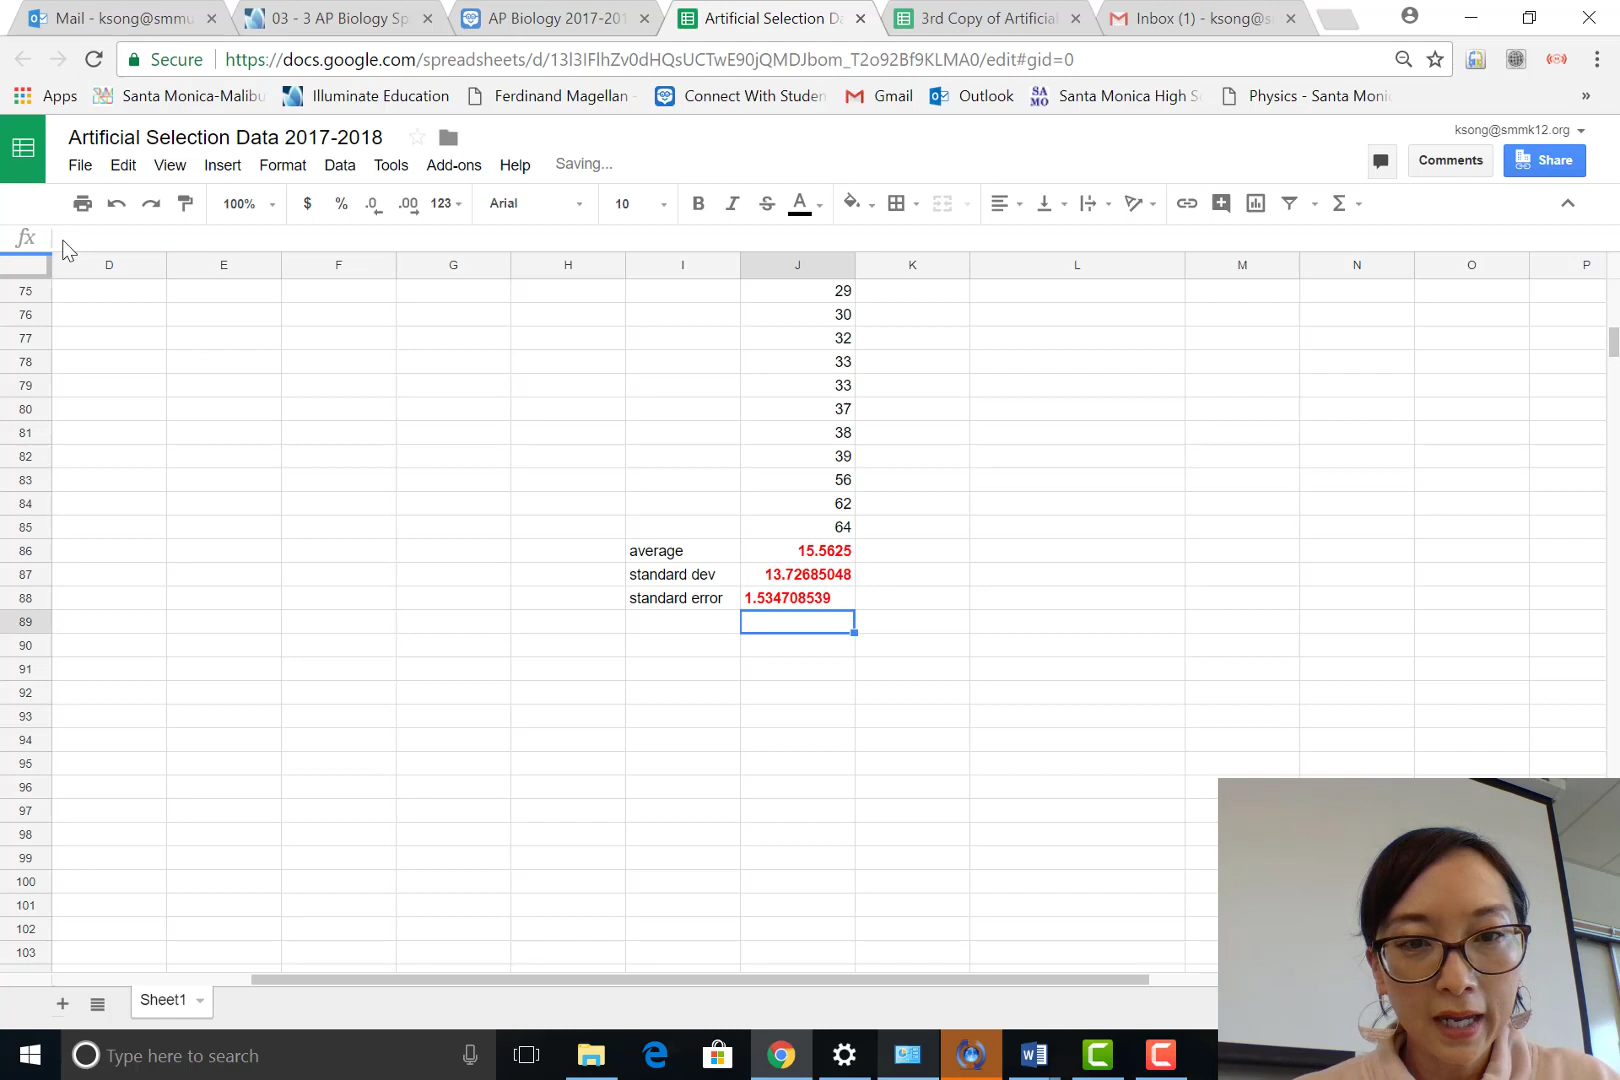 Mail - ksong@smmu
03 - 3 AP Biology Sp
AP Biology 2017-201
Artificial Selection Da
3rd Copy of Artificial
Inbox (1) - ksong@s
Secure
https://docs.google.com/spreadsheets/d/13l3IFlhZv0dHQsUCTwE90jQMDJbom_T2o92Bf9KLMA0/edit#gid=0
Apps
Santa Monica-Malibu
Illuminate Education
Ferdinand Magellan -
Connect With Studen
Gmail
Outlook
Santa Monica High S
Physics - Santa Moni
»
Artificial Selection Data 2017-2018
ksong@smmk12.org
File Edit View Insert Format Data Tools Add-ons Help Saving...
Comments
Share
100% $ % .0 .00 123 Arial 10 B I S A Σ
fx
D E F G H I J K L M N O P
75 29
76 30
77 32
78 33
79 33
80 37
81 38
82 39
83 56
84 62
85 64
86 average 15.5625
87 standard dev 13.72685048
88 standard error 1.534708539
89
90
91
92
93
94
95
96
97
98
99
100
101
102
103
Sheet1
Type here to search